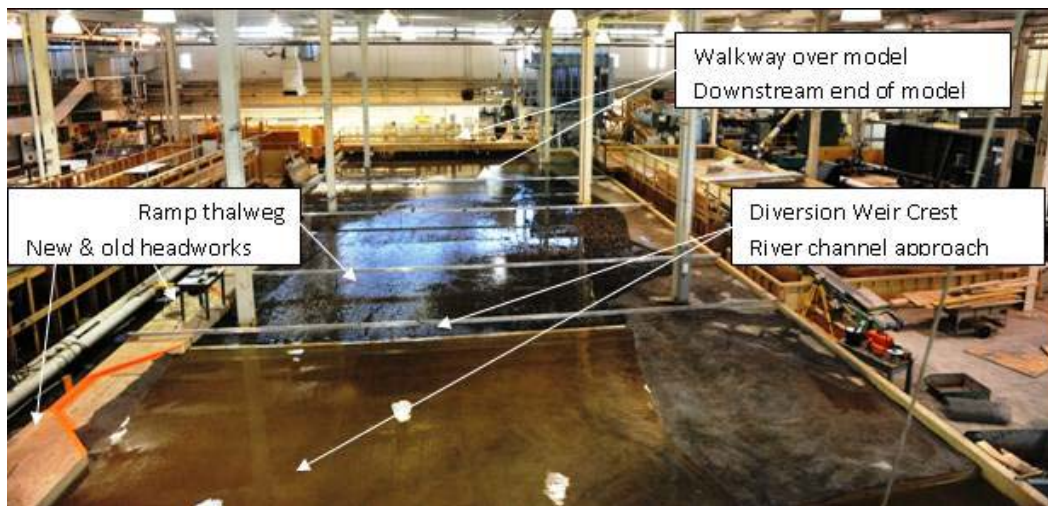 Walkway over model
Downstream end of model
Ramp thalweg
New & old headworks
Diversion Weir Crest
River channel approach